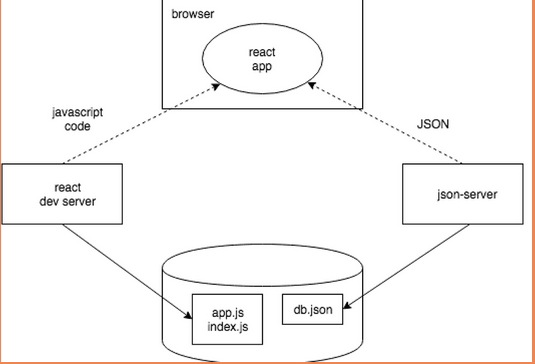 browser
react
app
javascript
code
JSON
react
dev server
json-server
app.js
index.js
db.json